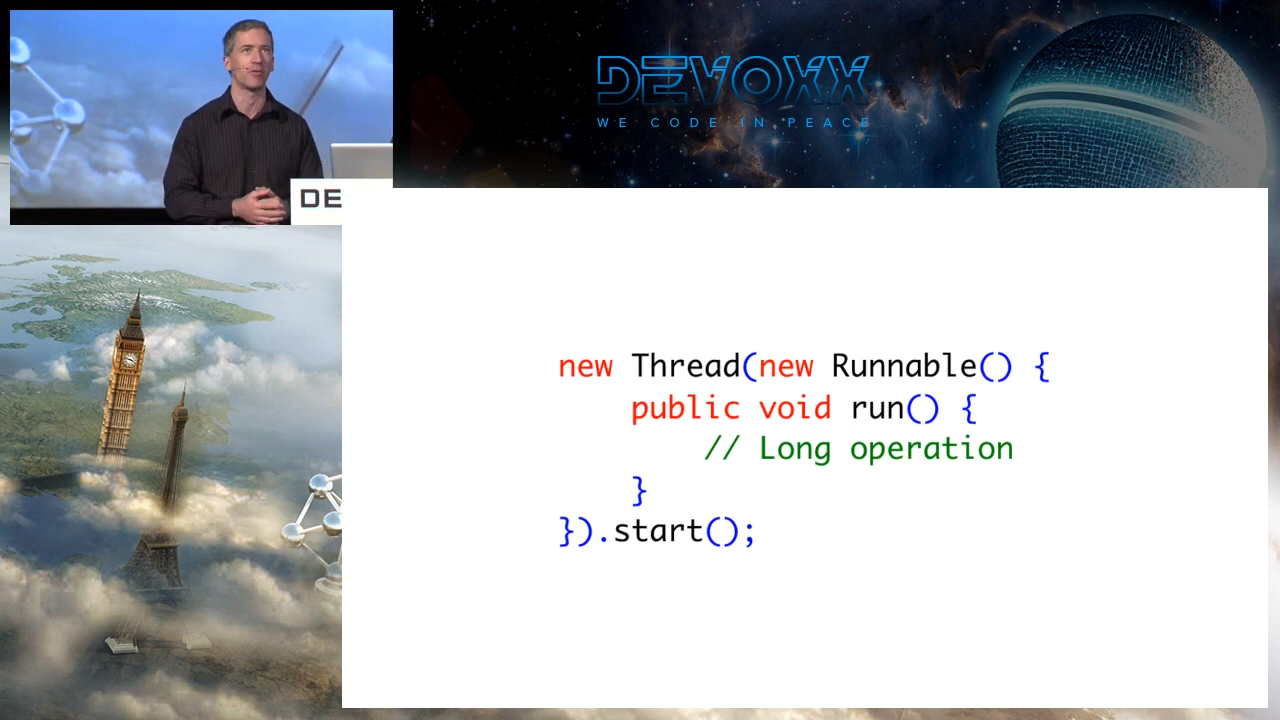 DEVOXX
WE CODE IN PEACE
DE
new Thread(new Runnable() {
    public void run() {
        // Long operation
    }
}).start();